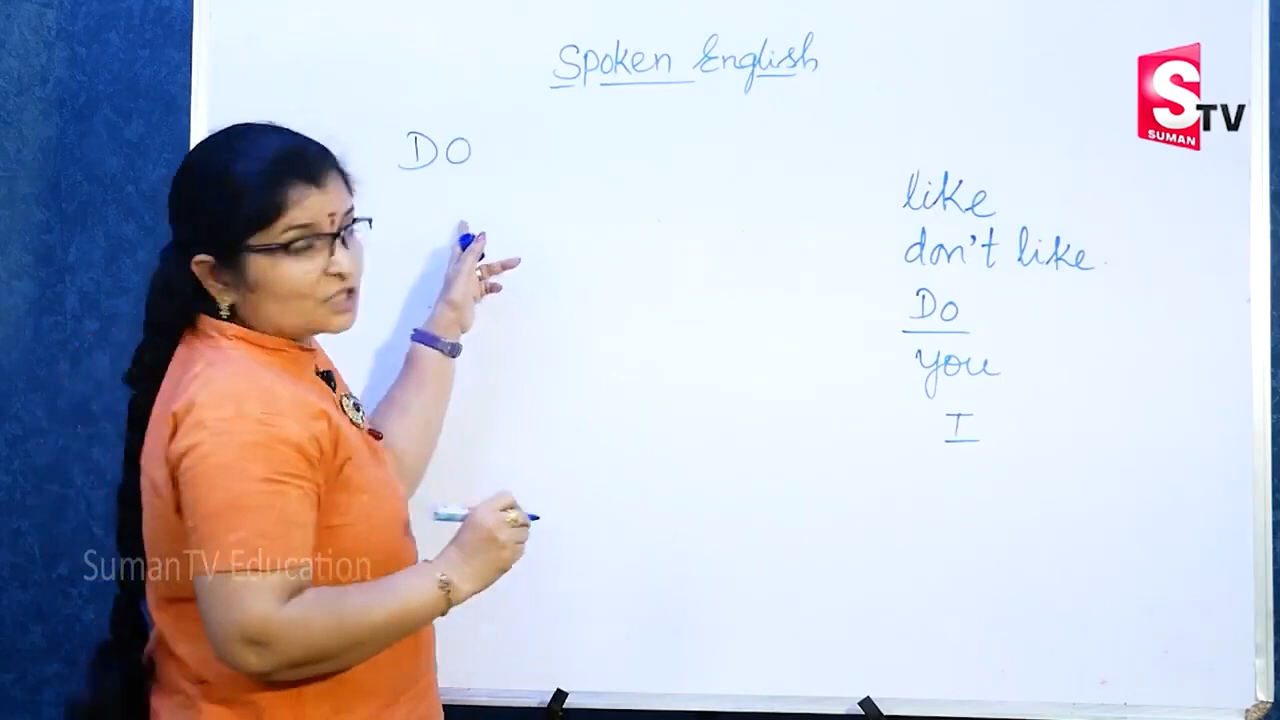 Spoken English
S TV
SUMAN
DO
like
don't like
Do
you
I
SumanTV Education